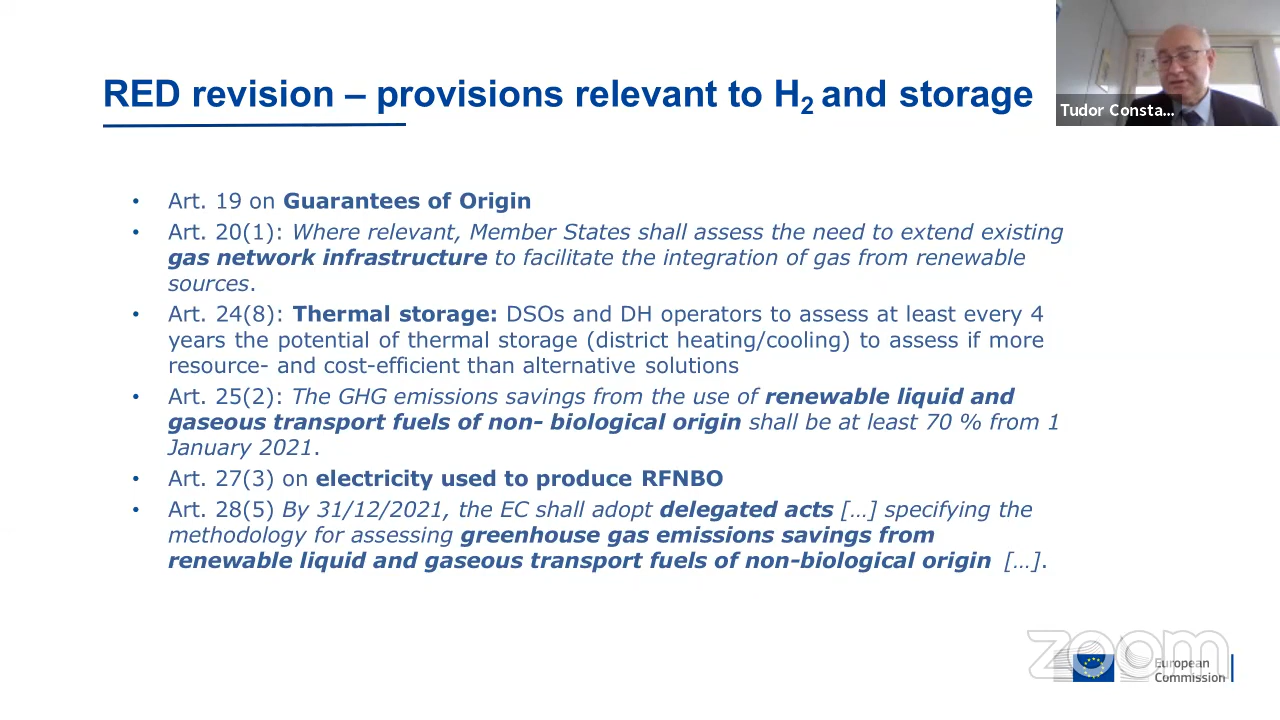 RED revision – provisions relevant to H2 and storage
Tudor Consta...
• Art. 19 on Guarantees of Origin
• Art. 20(1): Where relevant, Member States shall assess the need to extend existing
gas network infrastructure to facilitate the integration of gas from renewable
sources.
• Art. 24(8): Thermal storage: DSOs and DH operators to assess at least every 4
years the potential of thermal storage (district heating/cooling) to assess if more
resource- and cost-efficient than alternative solutions
• Art. 25(2): The GHG emissions savings from the use of renewable liquid and
gaseous transport fuels of non- biological origin shall be at least 70 % from 1
January 2021.
• Art. 27(3) on electricity used to produce RFNBO
• Art. 28(5) By 31/12/2021, the EC shall adopt delegated acts […] specifying the
methodology for assessing greenhouse gas emissions savings from
renewable liquid and gaseous transport fuels of non-biological origin […].
zoom
European
Commission